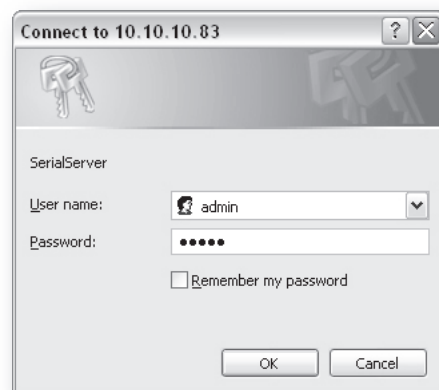 Connect to 10.10.10.83
?
SerialServer
User name:
admin
Password:
•••••
Remember my password
OK
Cancel